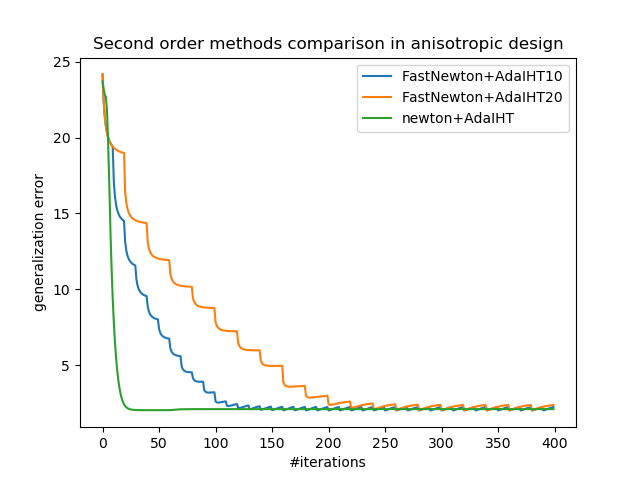 Second order methods comparison in anisotropic design
FastNewton+AdaIHT10
FastNewton+AdaIHT20
newton+AdaIHT
generalization error
25
20
15
10
5
0
50
100
150
200
250
300
350
400
#iterations